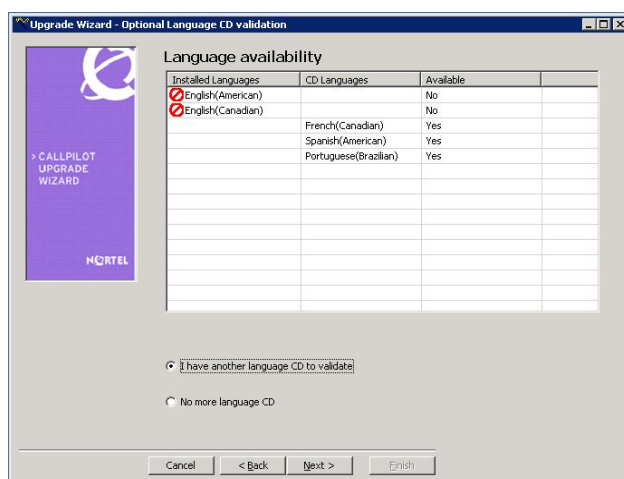 Upgrade Wizard - Optional Language CD validation
Language availability
Installed Languages CD Languages Available
English(American) No
English(Canadian) No
French(Canadian) Yes
Spanish(American) Yes
Portuguese(Brazilian) Yes
> CALLPILOT
UPGRADE
WIZARD
NORTEL
I have another language CD to validate
No more language CD
Cancel < Back Next > Finish